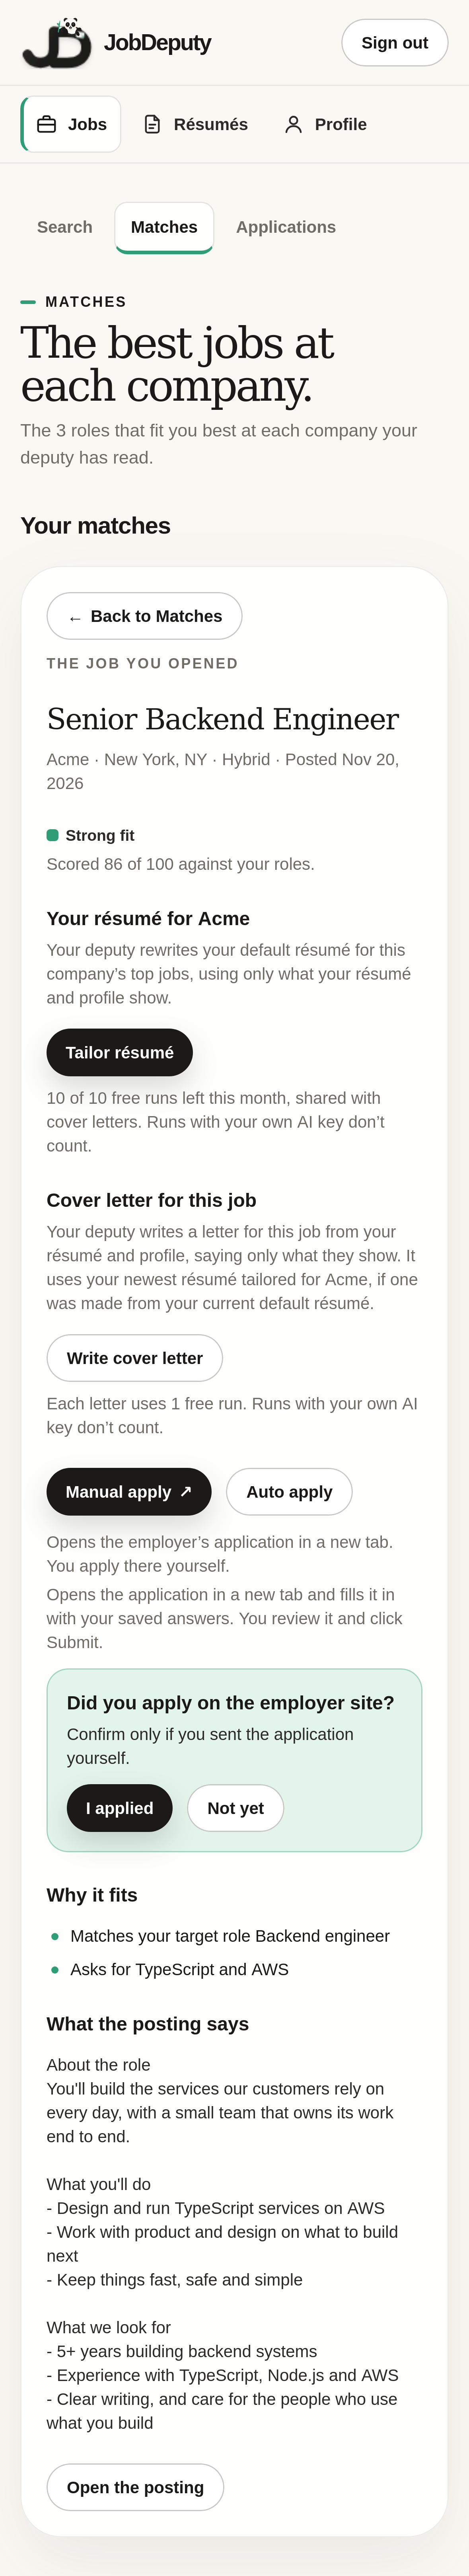 JobDeputy
Sign out
Jobs
Résumés
Profile
Search
Matches
Applications
MATCHES
The best jobs at
each company.
The 3 roles that fit you best at each company your
deputy has read.
Your matches
← Back to Matches
THE JOB YOU OPENED
Senior Backend Engineer
Acme · New York, NY · Hybrid · Posted Nov 20,
2026
Strong fit
Scored 86 of 100 against your roles.
Your résumé for Acme
Your deputy rewrites your default résumé for this
company’s top jobs, using only what your résumé
and profile show.
Tailor résumé
10 of 10 free runs left this month, shared with
cover letters. Runs with your own AI key don’t
count.
Cover letter for this job
Your deputy writes a letter for this job from your
résumé and profile, saying only what they show. It
uses your newest résumé tailored for Acme, if one
was made from your current default résumé.
Write cover letter
Each letter uses 1 free run. Runs with your own AI
key don’t count.
Manual apply ↗
Auto apply
Opens the employer’s application in a new tab.
You apply there yourself.
Opens the application in a new tab and fills it in
with your saved answers. You review it and click
Submit.
Did you apply on the employer site?
Confirm only if you sent the application
yourself.
I applied
Not yet
Why it fits
Matches your target role Backend engineer
Asks for TypeScript and AWS
What the posting says
About the role
You'll build the services our customers rely on
every day, with a small team that owns its work
end to end.
What you'll do
- Design and run TypeScript services on AWS
- Work with product and design on what to build
next
- Keep things fast, safe and simple
What we look for
- 5+ years building backend systems
- Experience with TypeScript, Node.js and AWS
- Clear writing, and care for the people who use
what you build
Open the posting